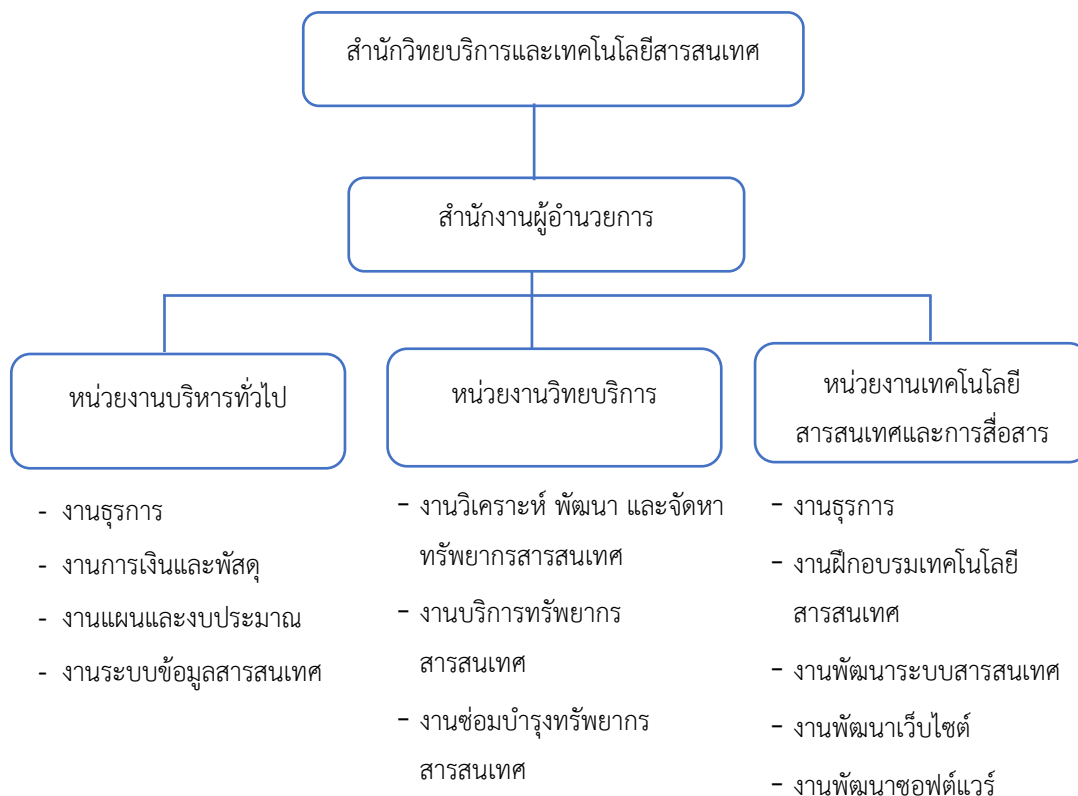 สำนักวิทยบริการและเทคโนโลยีสารสนเทศ
สำนักงานผู้อำนวยการ
หน่วยงานบริหารทั่วไป
- งานธุรการ
- งานการเงินและพัสดุ
- งานแผนและงบประมาณ
- งานระบบข้อมูลสารสนเทศ
หน่วยงานวิทยบริการ
- งานวิเคราะห์ พัฒนา และจัดหา
ทรัพยากรสารสนเทศ
- งานบริการทรัพยากร
สารสนเทศ
- งานซ่อมบำรุงทรัพยากร
สารสนเทศ
หน่วยงานเทคโนโลยี
สารสนเทศและการสื่อสาร
- งานธุรการ
- งานฝึกอบรมเทคโนโลยี
สารสนเทศ
- งานพัฒนาระบบสารสนเทศ
- งานพัฒนาเว็บไซต์
- งานพัฒนาซอฟต์แวร์